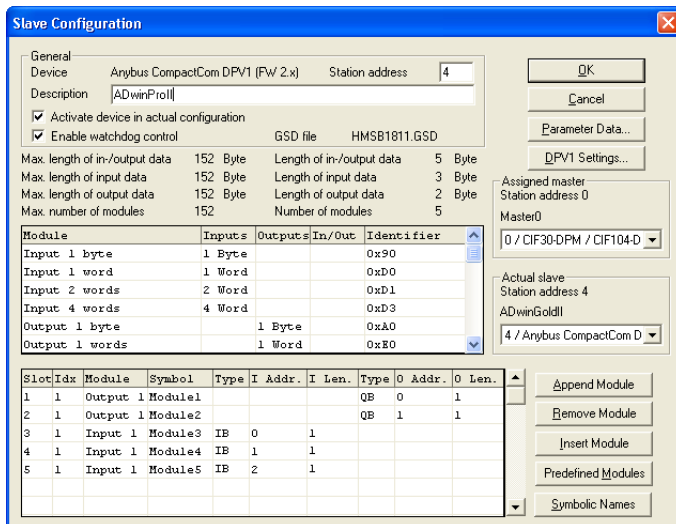 Slave Configuration
General
Device Anybus CompactCom DPV1 (FW 2.x) Station address 4
Description ADwinProII
Activate device in actual configuration
Enable watchdog control GSD file HMSB1811.GSD
Max. length of in-/output data 152 Byte Length of in-/output data 5 Byte
Max. length of input data 152 Byte Length of input data 3 Byte
Max. length of output data 152 Byte Length of output data 2 Byte
Max. number of modules 152 Number of modules 5
OK
Cancel
Parameter Data...
DPV1 Settings...
Assigned master
Station address 0
Master0
0 / CIF30-DPM / CIF104-D
Actual slave
Station address 4
ADwinGoldII
4 / Anybus CompactCom D
Module Inputs Outputs In/Out Identifier
Input 1 byte 1 Byte 0x90
Input 1 word 1 Word 0xD0
Input 2 words 2 Word 0xD1
Input 4 words 4 Word 0xD3
Output 1 byte 1 Byte 0xA0
Output 1 words 1 Word 0xE0
Slot Idx Module Symbol Type I Addr. I Len. Type O Addr. O Len.
1 1 Output 1 Module1 QB 0 1
2 1 Output 1 Module2 QB 1 1
3 1 Input 1 Module3 IB 0 1
4 1 Input 1 Module4 IB 1 1
5 1 Input 1 Module5 IB 2 1
Append Module
Remove Module
Insert Module
Predefined Modules
Symbolic Names